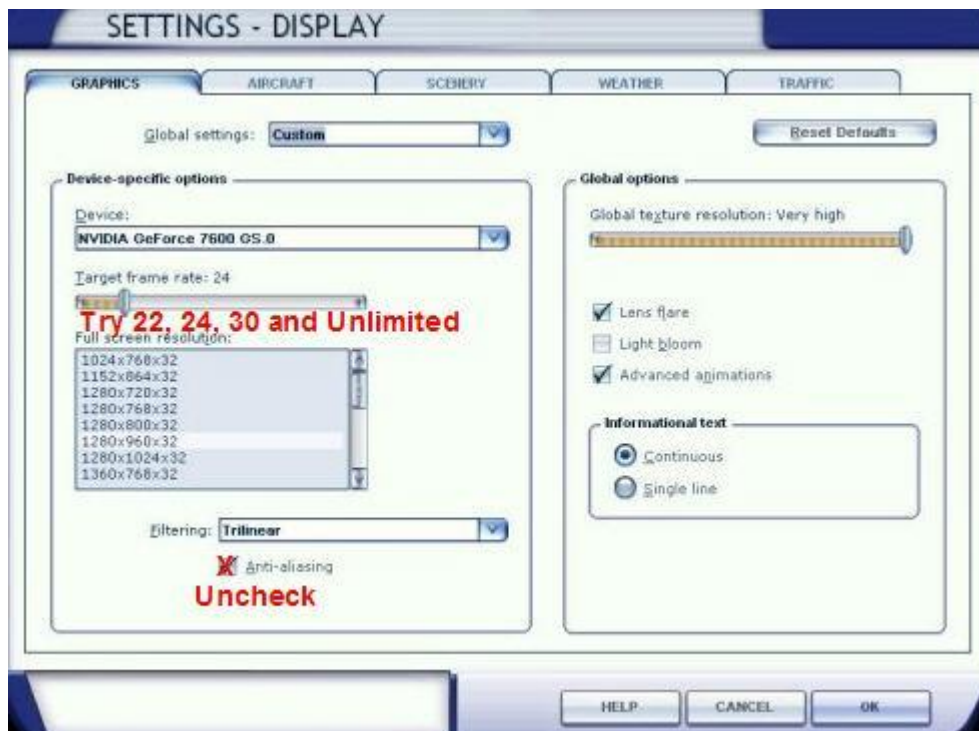 SETTINGS - DISPLAY
GRAPHICS AIRCRAFT SCENERY WEATHER TRAFFIC
Global settings: Custom
Reset Defaults
Device-specific options
Device:
NVIDIA GeForce 7600 GS.0
Target frame rate: 24
Try 22, 24, 30 and Unlimited
Full screen resolution:
1024x768x32
1152x864x32
1280x720x32
1280x768x32
1280x800x32
1280x960x32
1280x1024x32
1360x768x32
Filtering: Trilinear
Anti-aliasing
Uncheck
Global options
Global texture resolution: Very high
Lens flare
Light bloom
Advanced animations
Informational text
Continuous
Single line
HELP CANCEL OK